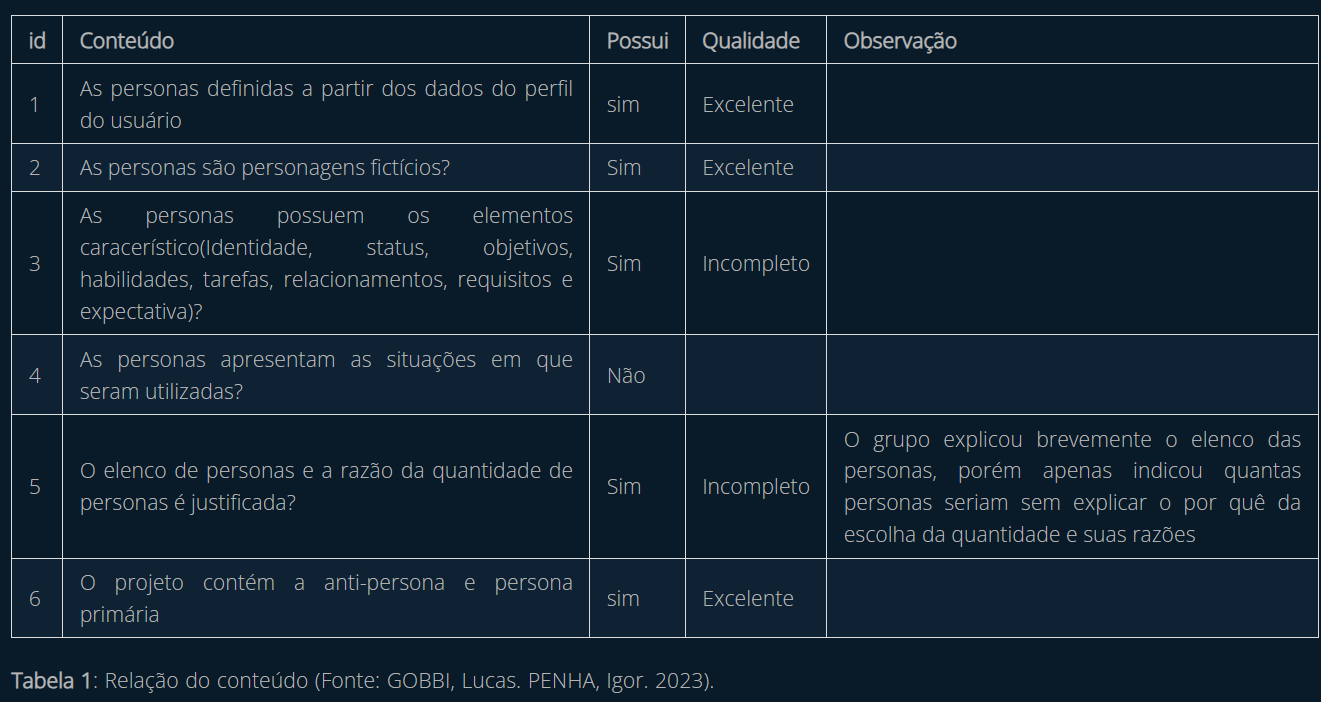 id Conteúdo Possui Qualidade Observação
1 As personas definidas a partir dos dados do perfil do usuário sim Excelente
2 As personas são personagens fictícios? Sim Excelente
3 As personas possuem os elementos caracerístico(Identidade, status, objetivos, habilidades, tarefas, relacionamentos, requisitos e expectativa)? Sim Incompleto
4 As personas apresentam as situações em que seram utilizadas? Não
5 O elenco de personas e a razão da quantidade de personas é justificada? Sim Incompleto O grupo explicou brevemente o elenco das personas, porém apenas indicou quantas personas seriam sem explicar o por quê da escolha da quantidade e suas razões
6 O projeto contém a anti-persona e persona primária sim Excelente
Tabela 1: Relação do conteúdo (Fonte: GOBBI, Lucas. PENHA, Igor. 2023).